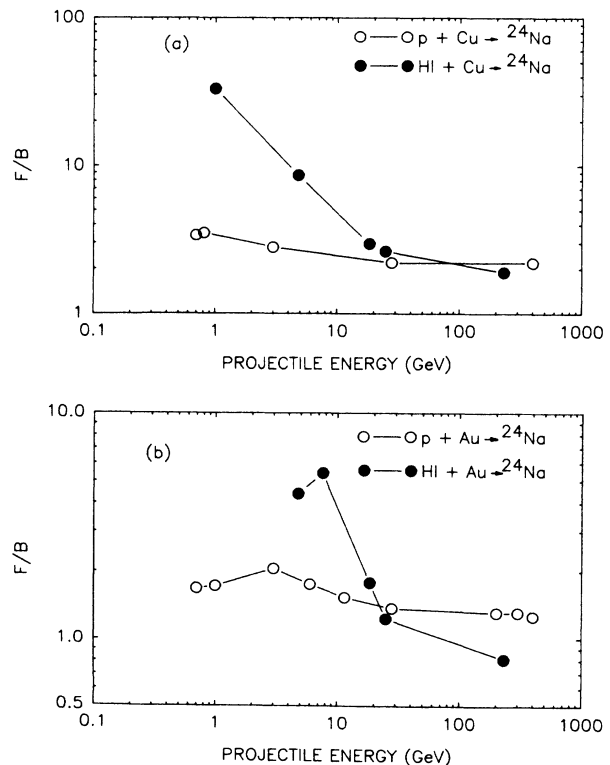 100
(a)
p + Cu → ²⁴Na
HI + Cu → ²⁴Na
F/B
10
1
0.1 1 10 100 1000
PROJECTILE ENERGY (GeV)
10.0
(b)
p + Au → ²⁴Na
HI + Au → ²⁴Na
F/B
1.0
0.5
0.1 1 10 100 1000
PROJECTILE ENERGY (GeV)